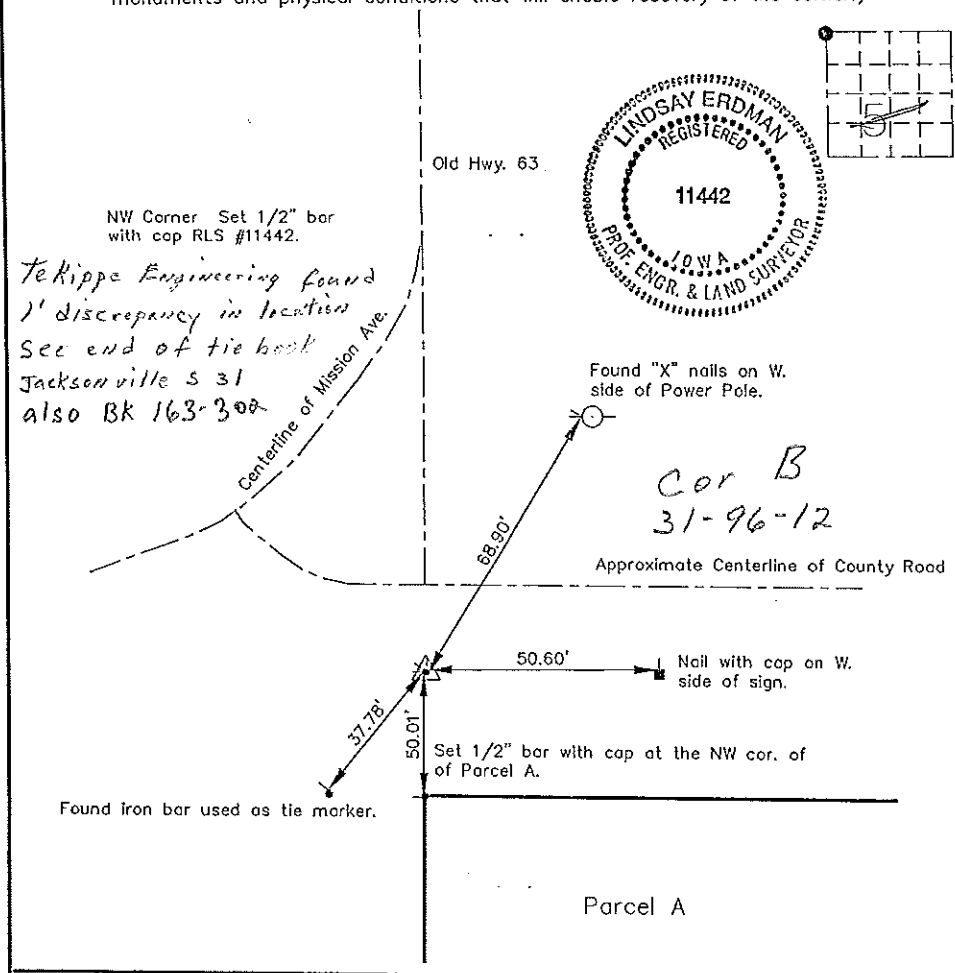 monuments and physical conditions that will enable recovery of the corner.)
LINDSAY ERDMAN
REGISTERED
11442
IOWA
PROF. ENGR. & LAND SURVEYOR
5
Old Hwy. 63
NW Corner Set 1/2" bar
with cap RLS #11442.
TeKippe Engineering found
1' discrepancy in location
See end of tie book
Jacksonville S 31
also BK 163-302
Centerline of Mission Ave.
Found "X" nails on W.
side of Power Pole.
Cor B
31-96-12
68.90'
Approximate Centerline of County Road
50.60'
Nail with cap on W.
side of sign.
37.78'
50.01'
Set 1/2" bar with cap at the NW cor. of
of Parcel A.
Found iron bar used as tie marker.
Parcel A